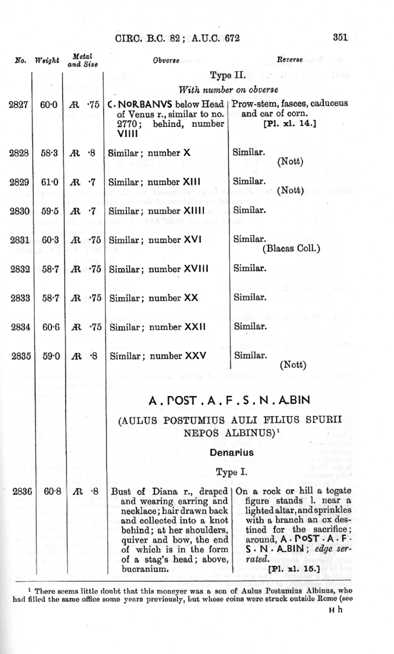 CIRC. B.C. 82; A.U.C. 672 351
No. Weight Metal and Size Obverse Reverse
Type II.
With number on obverse
2827 60·0 Æ ·75 C. NORBANVS below Head Prow-stem, fasces, caduceus
of Venus r., similar to no. and ear of corn.
2770; behind, number [Pl. xl. 14.]
VIIII
2828 58·3 Æ ·8 Similar; number X Similar.
(Nott)
2829 61·0 Æ ·7 Similar; number XIII Similar.
(Nott)
2830 59·5 Æ ·7 Similar; number XIIII Similar.
2831 60·3 Æ ·75 Similar; number XVI Similar.
(Blacas Coll.)
2832 58·7 Æ ·75 Similar; number XVIII Similar.
2833 58·7 Æ ·75 Similar; number XX Similar.
2834 60·6 Æ ·75 Similar; number XXII Similar.
2835 59·0 Æ ·8 Similar; number XXV Similar.
(Nott)
A. POST. A. F. S. N. ALBIN
(AULUS POSTUMIUS AULI FILIUS SPURII
NEPOS ALBINUS)¹
Denarius
Type I.
2836 60·8 Æ ·8 Bust of Diana r., draped On a rock or hill a togate
and wearing earring and figure stands l. near a
necklace; hair drawn back lighted altar, and sprinkles
and collected into a knot with a branch an ox des-
behind; at her shoulders, tined for the sacrifice;
quiver and bow, the end around, A · POST · A · F ·
of which is in the form S · N · ALBIN; edge ser-
of a stag's head; above, rated.
bucranium. [Pl. xl. 15.]
¹ There seems little doubt that this moneyer was a son of Aulus Postumius Albinus, who
had filled the same office some years previously, but whose coins were struck outside Rome (see
H h